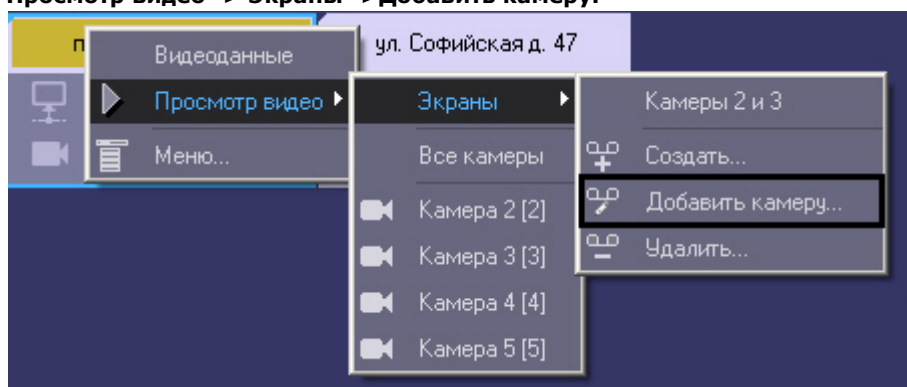 Просмотр видео -> Экраны -> Добавить камеру.
п
ул. Софийская д. 47
Видеоданные
Просмотр видео
Меню...
Экраны
Все камеры
Камера 2 [2]
Камера 3 [3]
Камера 4 [4]
Камера 5 [5]
Камеры 2 и 3
Создать...
Добавить камеру...
Удалить...